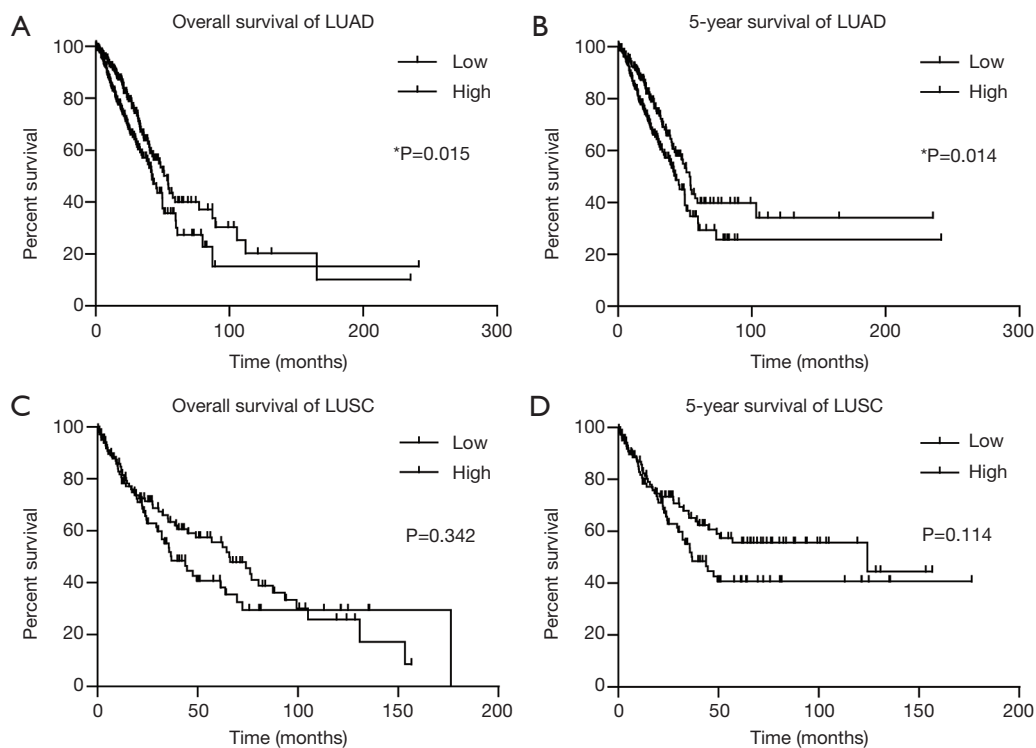 A
Overall survival of LUAD
Percent survival
100
80
60
40
20
0
Low
High
*P=0.015
0 100 200 300
Time (months)
B
5-year survival of LUAD
Percent survival
100
80
60
40
20
0
Low
High
*P=0.014
0 100 200 300
Time (months)
C
Overall survival of LUSC
Percent survival
100
80
60
40
20
0
Low
High
P=0.342
0 50 100 150 200
Time (months)
D
5-year survival of LUSC
Percent survival
100
80
60
40
20
0
Low
High
P=0.114
0 50 100 150 200
Time (months)